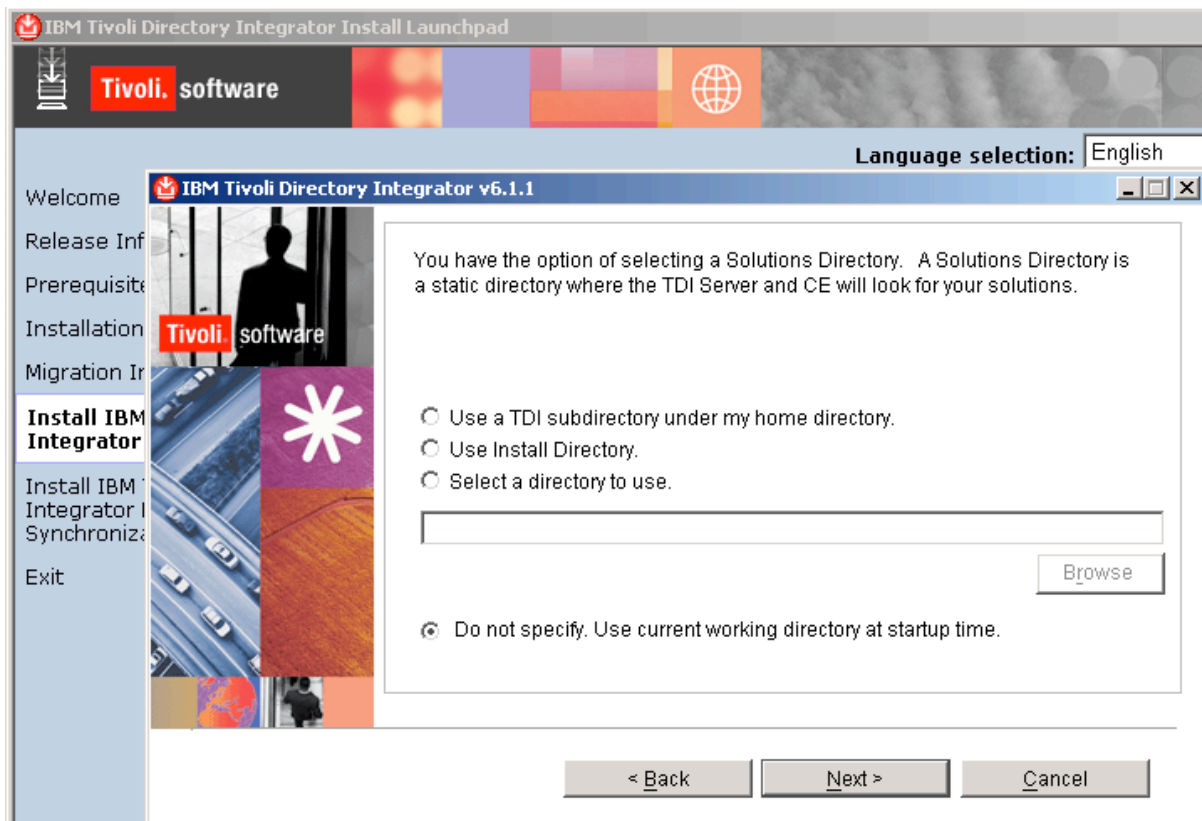 IBM Tivoli Directory Integrator Install Launchpad
Tivoli. software
Language selection: English
Welcome
IBM Tivoli Directory Integrator v6.1.1
Release Inf
Prerequisite
Installation
Migration
Install IBM
Integrator
Install IBM
Integrator
Synchroniza
Exit
Tivoli. software
You have the option of selecting a Solutions Directory. A Solutions Directory is
a static directory where the TDI Server and CE will look for your solutions.
Use a TDI subdirectory under my home directory.
Use Install Directory.
Select a directory to use.
Browse
Do not specify. Use current working directory at startup time.
< Back
Next >
Cancel